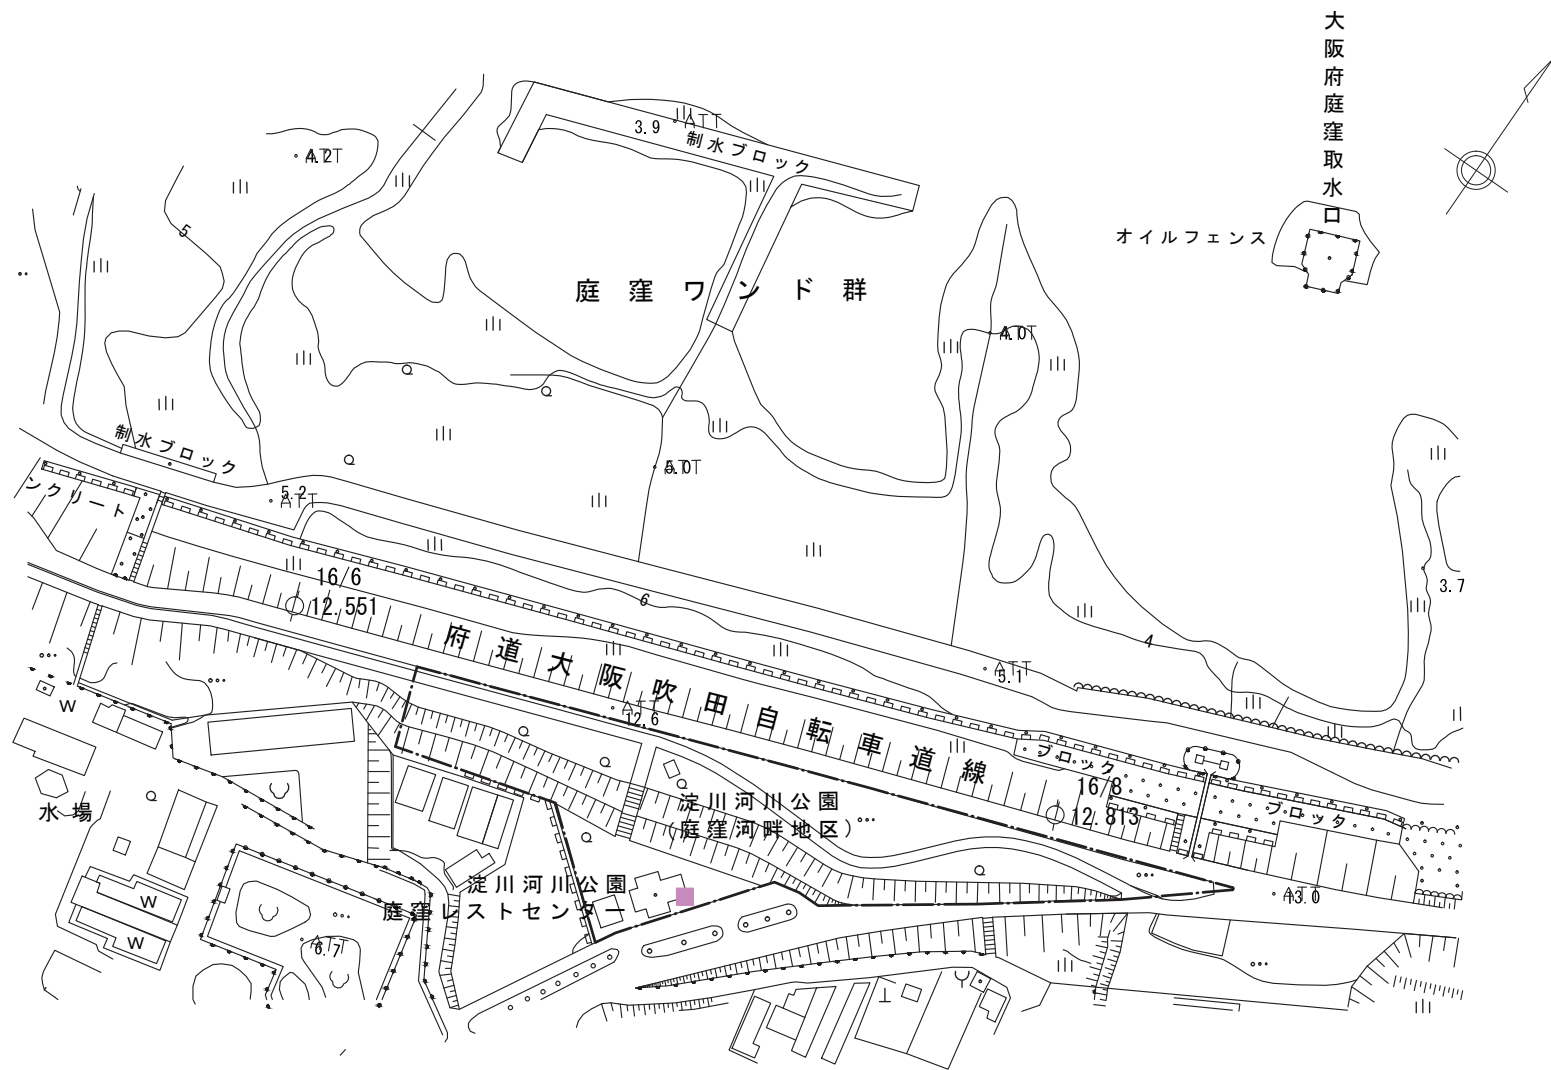 大阪府庭窪取水口
オイルフェンス
3.9
制水ブロック
4.2
5
庭窪ワンド群
4.0
制水ブロック
5.0
5.2
ンクリート
16/6
12.551
6
3.7
4
府道大阪吹田自転車道線
5.1
12.6
W
ブロック
16/8
12.813
ブロック
水場
淀川河川公園
(庭窪河畔地区)
淀川河川公園
庭窪レストセンター
W
W
13.0
6.7